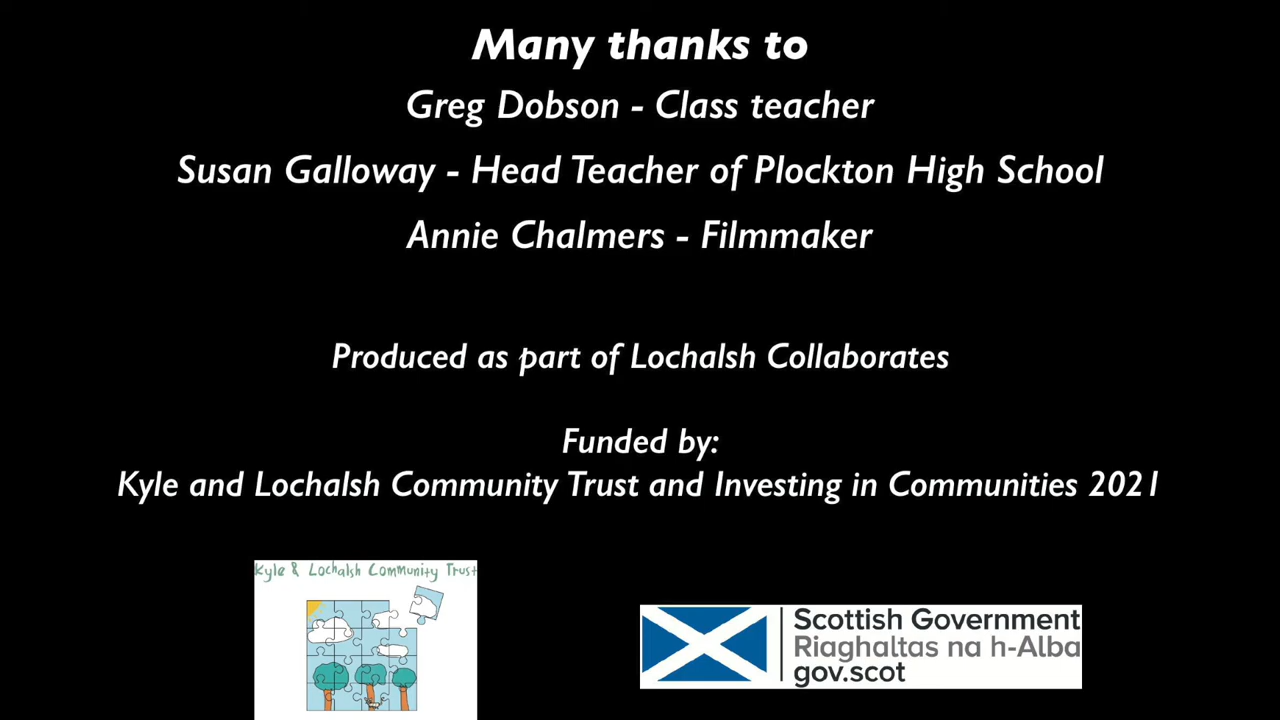 Many thanks to
Greg Dobson - Class teacher
Susan Galloway - Head Teacher of Plockton High School
Annie Chalmers - Filmmaker
Produced as part of Lochalsh Collaborates
Funded by:
Kyle and Lochalsh Community Trust and Investing in Communities 2021
Kyle & Lochalsh Community Trust
Scottish Government
Riaghaltas na h-Alba
gov.scot